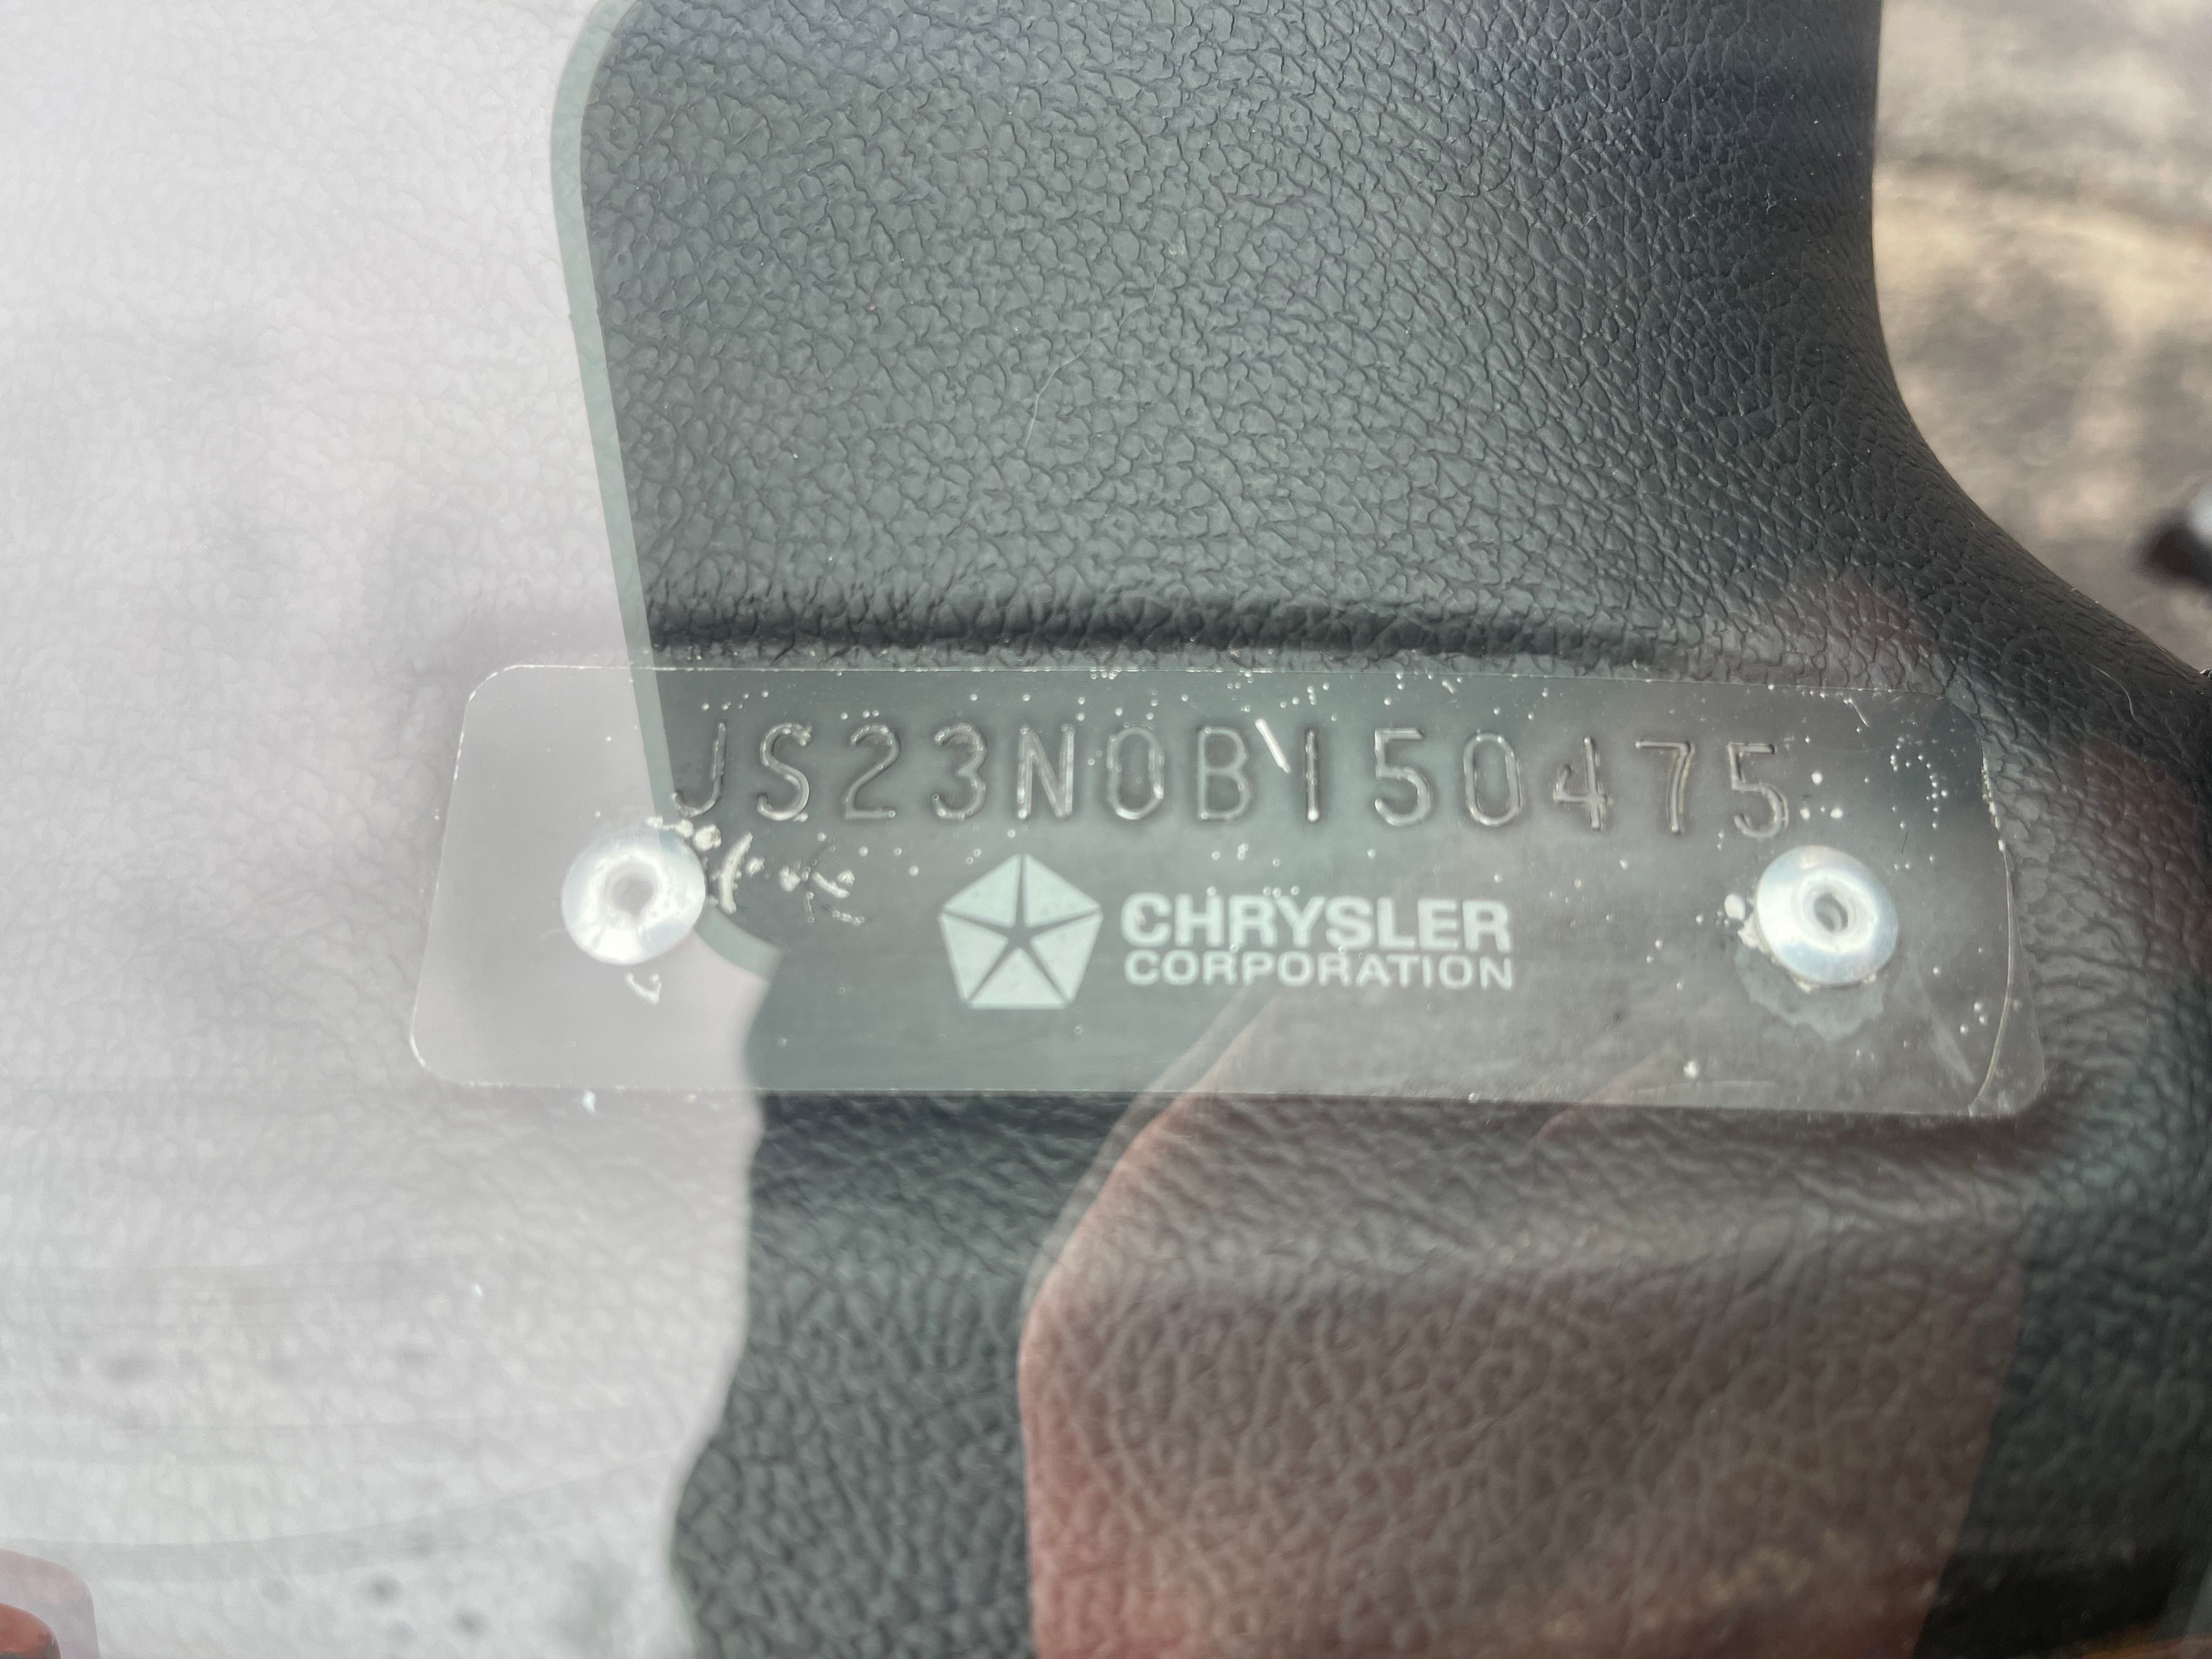 JS23N0B150475
CHRYSLER
CORPORATION